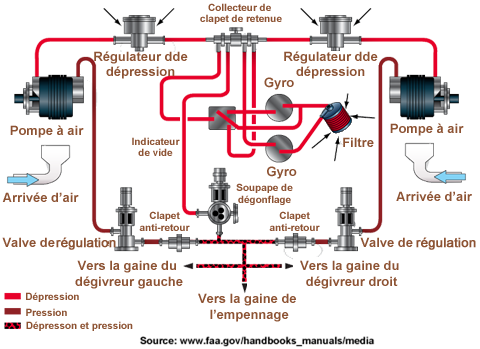 Collecteur de
clapet de retenue
Régulateur dde
dépression
Régulateur dde
dépression
Gyro
Pompe à air
Pompe à air
Indicateur
de vide
Filtre
Gyro
Arrivée d'air
Soupape de
dégonflage
Arrivée d'air
Clapet
anti-retour
Clapet
anti-retour
Valve derégulation
Valve de régulation
Vers la gaine du
dégivreur gauche
Vers la gaine du
dégivreur droit
Vers la gaine de
l'empennage
Dépression
Pression
Dépresson et pression
Source: www.faa.gov/handbooks_manuals/media